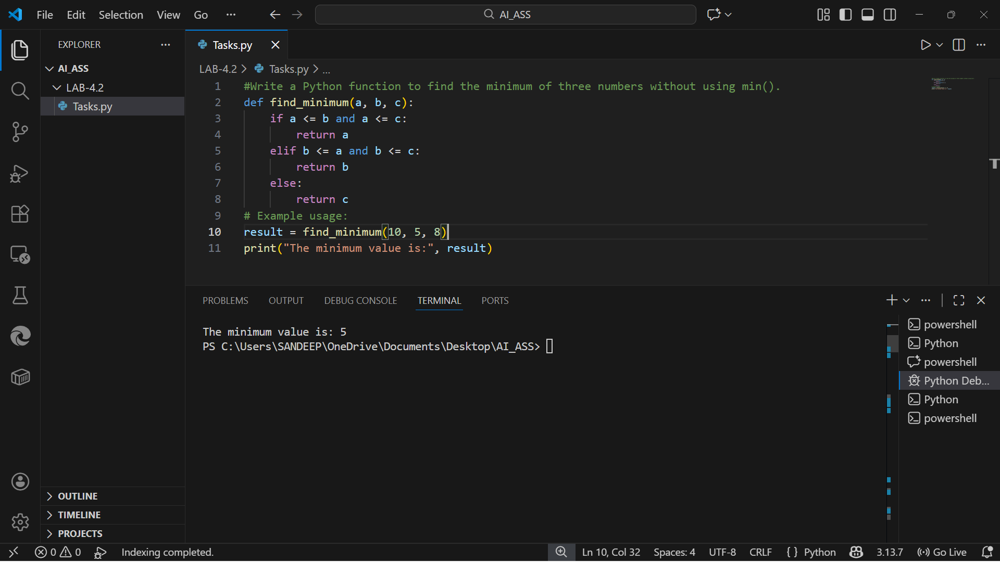 File Edit Selection View Go ··· AI_ASS
EXPLORER ···
AI_ASS
LAB-4.2
Tasks.py
Tasks.py
LAB-4.2 > Tasks.py > ...
1 #Write a Python function to find the minimum of three numbers without using min().
2 def find_minimum(a, b, c):
3     if a <= b and a <= c:
4         return a
5     elif b <= a and b <= c:
6         return b
7     else:
8         return c
9 # Example usage:
10 result = find_minimum(10, 5, 8)
11 print("The minimum value is:", result)
PROBLEMS OUTPUT DEBUG CONSOLE TERMINAL PORTS
The minimum value is: 5
PS C:\Users\SANDEEP\OneDrive\Documents\Desktop\AI_ASS>
powershell
Python
powershell
Python Deb...
Python
powershell
OUTLINE
TIMELINE
PROJECTS
0 0 Indexing completed. Ln 10, Col 32 Spaces: 4 UTF-8 CRLF { } Python 3.13.7 Go Live